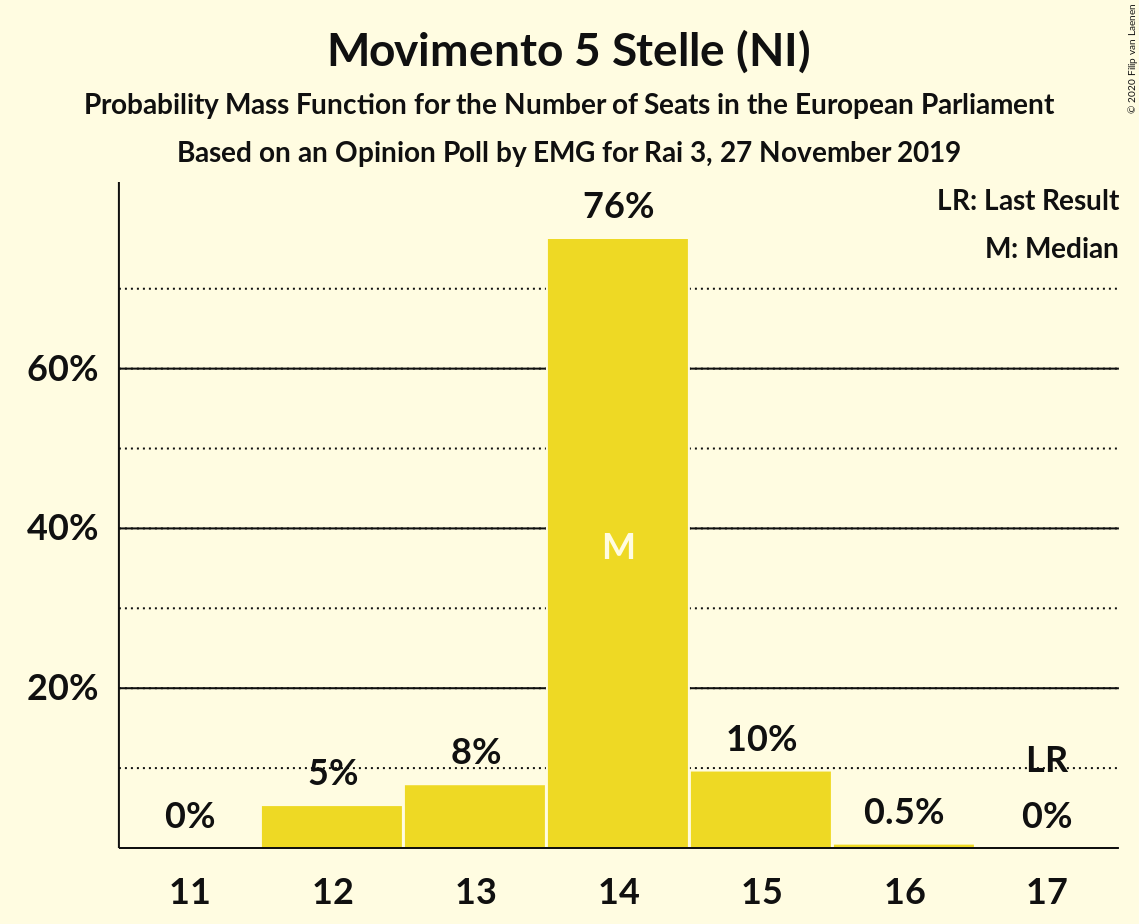 Movimento 5 Stelle (NI)
Probability Mass Function for the Number of Seats in the European Parliament
Based on an Opinion Poll by EMG for Rai 3, 27 November 2019
© 2020 Filip van Laenen
LR: Last Result
M: Median
60%
40%
20%
0%
5%
8%
76%
M
10%
0.5%
LR
0%
11
12
13
14
15
16
17